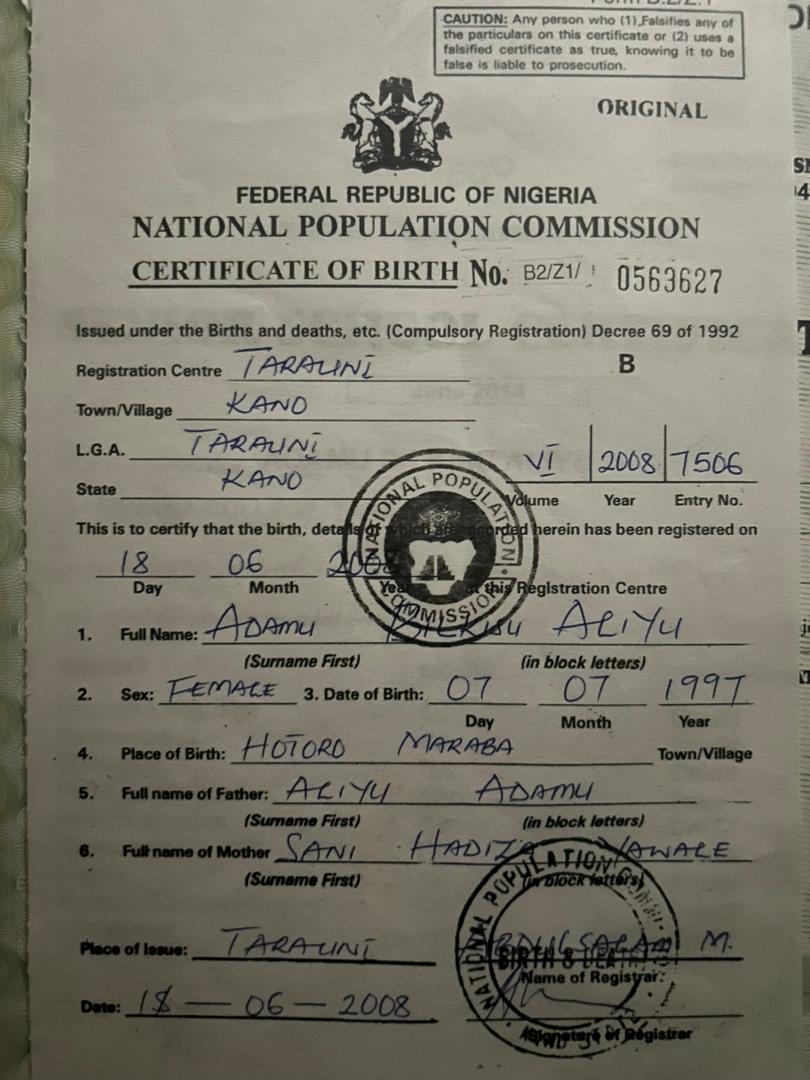 CAUTION: Any person who (1) Falsifies any of
the particulars on this certificate or (2) uses a
falsified certificate as true, knowing it to be
false is liable to prosecution.
ORIGINAL
FEDERAL REPUBLIC OF NIGERIA
NATIONAL POPULATION COMMISSION
CERTIFICATE OF BIRTH No. B2/Z1/ 0563627
Issued under the Births and deaths, etc. (Compulsory Registration) Decree 69 of 1992
Registration Centre TARAUNI B
Town/Village KANO
L.G.A. TARAUNI VI 2008 7506
State KANO Volume Year Entry No.
This is to certify that the birth, details of which are recorded herein has been registered on
18 06 2008
Day Month Year at this Registration Centre
1. Full Name: ADAMU BILKISU ALIYU
(Surname First) (in block letters)
2. Sex: FEMALE 3. Date of Birth: 07 07 1997
Day Month Year
4. Place of Birth: HOTORO MARABA Town/Village
5. Full name of Father: ALIYU ADAMU
(Surname First) (in block letters)
6. Full name of Mother SANI HADIZA YAWALE
(Surname First) (in block letters)
Place of Issue: TARAUNI ABDULSALAM M.
Name of Registrar
Date: 18 — 06 — 2008
Signature of Registrar
NATIONAL POPULATION COMMISSION
NATIONAL POPULATION
BIRTH & DEATH